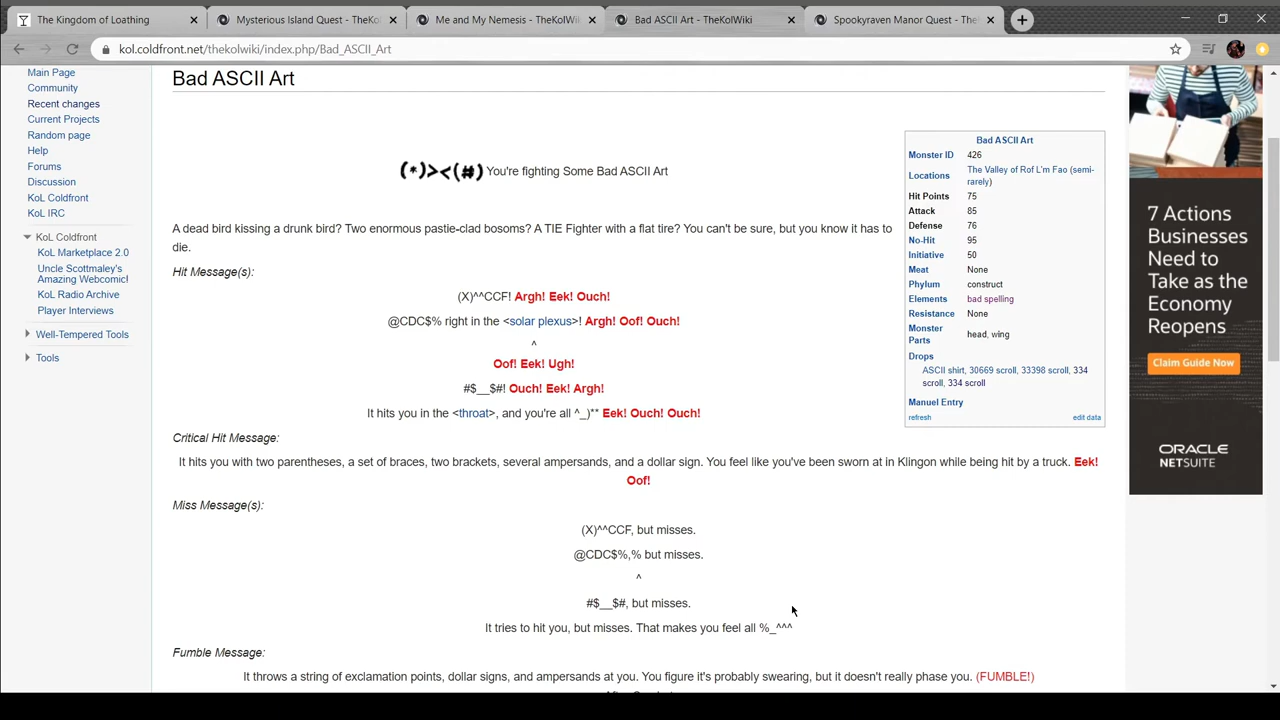 The Kingdom of Loathing
Mysterious Island Quest - TheKol
Me and My Nemesis - TheKolWi
Bad ASCII Art - TheKolWiki
Spookyraven Manor Quest - The
kol.coldfront.net/thekolwiki/index.php/Bad_ASCII_Art
Main Page
Community
Recent changes
Current Projects
Random page
Help
Forums
Discussion
KoL Coldfront
KoL IRC
KoL Coldfront
KoL Marketplace 2.0
Uncle Scottmaley's
Amazing Webcomic!
KoL Radio Archive
Player Interviews
Well-Tempered Tools
Tools
Bad ASCII Art
(*)><(#) You're fighting Some Bad ASCII Art
A dead bird kissing a drunk bird? Two enormous pastie-clad bosoms? A TIE Fighter with a flat tire? You can't be sure, but you know it has to
die.
Hit Message(s):
(X)^^CCF! Argh! Eek! Ouch!
@CDC$% right in the <solar plexus>! Argh! Oof! Ouch!
^
Oof! Eek! Ugh!
#$__$#! Ouch! Eek! Argh!
It hits you in the <throat>, and you're all ^_)** Eek! Ouch! Ouch!
Critical Hit Message:
It hits you with two parentheses, a set of braces, two brackets, several ampersands, and a dollar sign. You feel like you've been sworn at in Klingon while being hit by a truck. Eek!
Oof!
Miss Message(s):
(X)^^CCF, but misses.
@CDC$%,% but misses.
^
#$__$#, but misses.
It tries to hit you, but misses. That makes you feel all %_^^^
Fumble Message:
It throws a string of exclamation points, dollar signs, and ampersands at you. You figure it's probably swearing, but it doesn't really phase you. (FUMBLE!)
Bad ASCII Art
Monster ID 426
Locations The Valley of Rof L'm Fao (semi-
rarely)
Hit Points 75
Attack 85
Defense 76
No-Hit 95
Initiative 50
Meat None
Phylum construct
Elements bad spelling
Resistance None
Monster
Parts head, wing
Drops
ASCII shirt, 30669 scroll, 33398 scroll, 334
scroll, 334 scroll
Manuel Entry
refresh edit data
7 Actions
Businesses
Need to
Take as the
Economy
Reopens
Claim Guide Now
ORACLE
NETSUITE